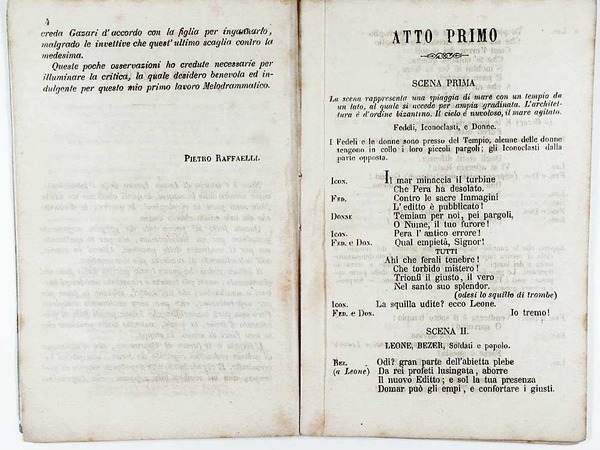 4
creda Gazari d'accordo con la figlia per ingannarlo,
malgrado le invettive che quest'ultimo scaglia contro la
medesima.
Queste poche osservazioni ho credute necessarie per
illuminare la critica, la quale desidero benevola ed in-
dulgente per questo mio primo lavoro Melodrammatico.
PIETRO RAFFAELLI.
ATTO PRIMO
SCENA PRIMA
La scena rappresenta una spiaggia di mare con un tempio da
un lato, al quale si accede per ampia gradinata. L'architet-
tura è d'ordine bizantino. Il cielo è nuvoloso, il mare agitato.
Fedeli, Iconoclasti, e Donne.
I Fedeli e le donne sono presso del Tempio, alcune delle donne
tengono in collo i loro piccoli pargoli; gli Iconoclasti dalla
parte opposta.
ICON. Il mar minaccia il turbine
Che Pera ha desolato.
FED. Contro le sacre Immagini
L'editto è pubblicato!
DONNE Temiam per noi, pei pargoli,
O Nume, il tuo furore!
ICON. Pera l'antico errore!
FED. e DON. Qual empietà, Signor!
TUTTI
Ahi che ferali tenebre!
Che torbido mistero!
Trionfi il giusto, il vero
Nel santo suo splendor.
(odesi lo squillo di trombe)
ICON. La squilla udite? ecco Leone.
FED. e DON. Io tremo!
SCENA II.
LEONE, BEZER, Soldati e popolo.
BEZ. Odi? gran parte dell'abietta plebe
(a Leone) Da rei profeti lusingata, aborre
Il nuovo Editto; e sol la tua presenza
Domar può gli empi, e confortare i giusti.